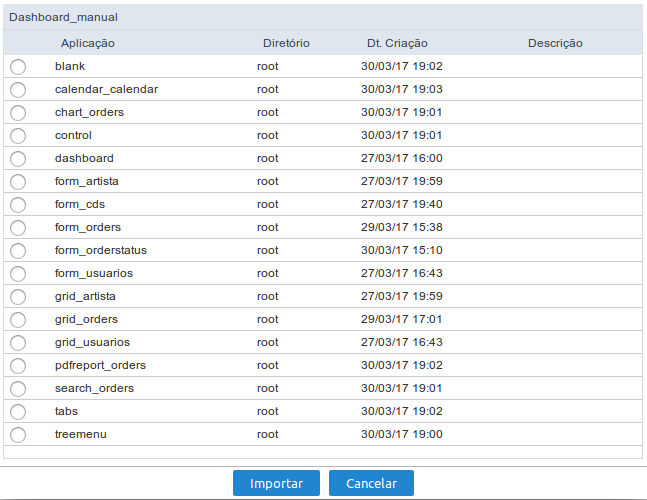 Dashboard_manual
Aplicação Diretório Dt. Criação Descrição
blank root 30/03/17 19:02
calendar_calendar root 30/03/17 19:03
chart_orders root 30/03/17 19:01
control root 30/03/17 19:01
dashboard root 27/03/17 16:00
form_artista root 27/03/17 19:59
form_cds root 27/03/17 19:40
form_orders root 29/03/17 15:38
form_orderstatus root 30/03/17 15:10
form_usuarios root 27/03/17 16:43
grid_artista root 27/03/17 19:59
grid_orders root 29/03/17 17:01
grid_usuarios root 27/03/17 16:43
pdfreport_orders root 30/03/17 19:02
search_orders root 30/03/17 19:01
tabs root 30/03/17 19:02
treemenu root 30/03/17 19:00
Importar Cancelar